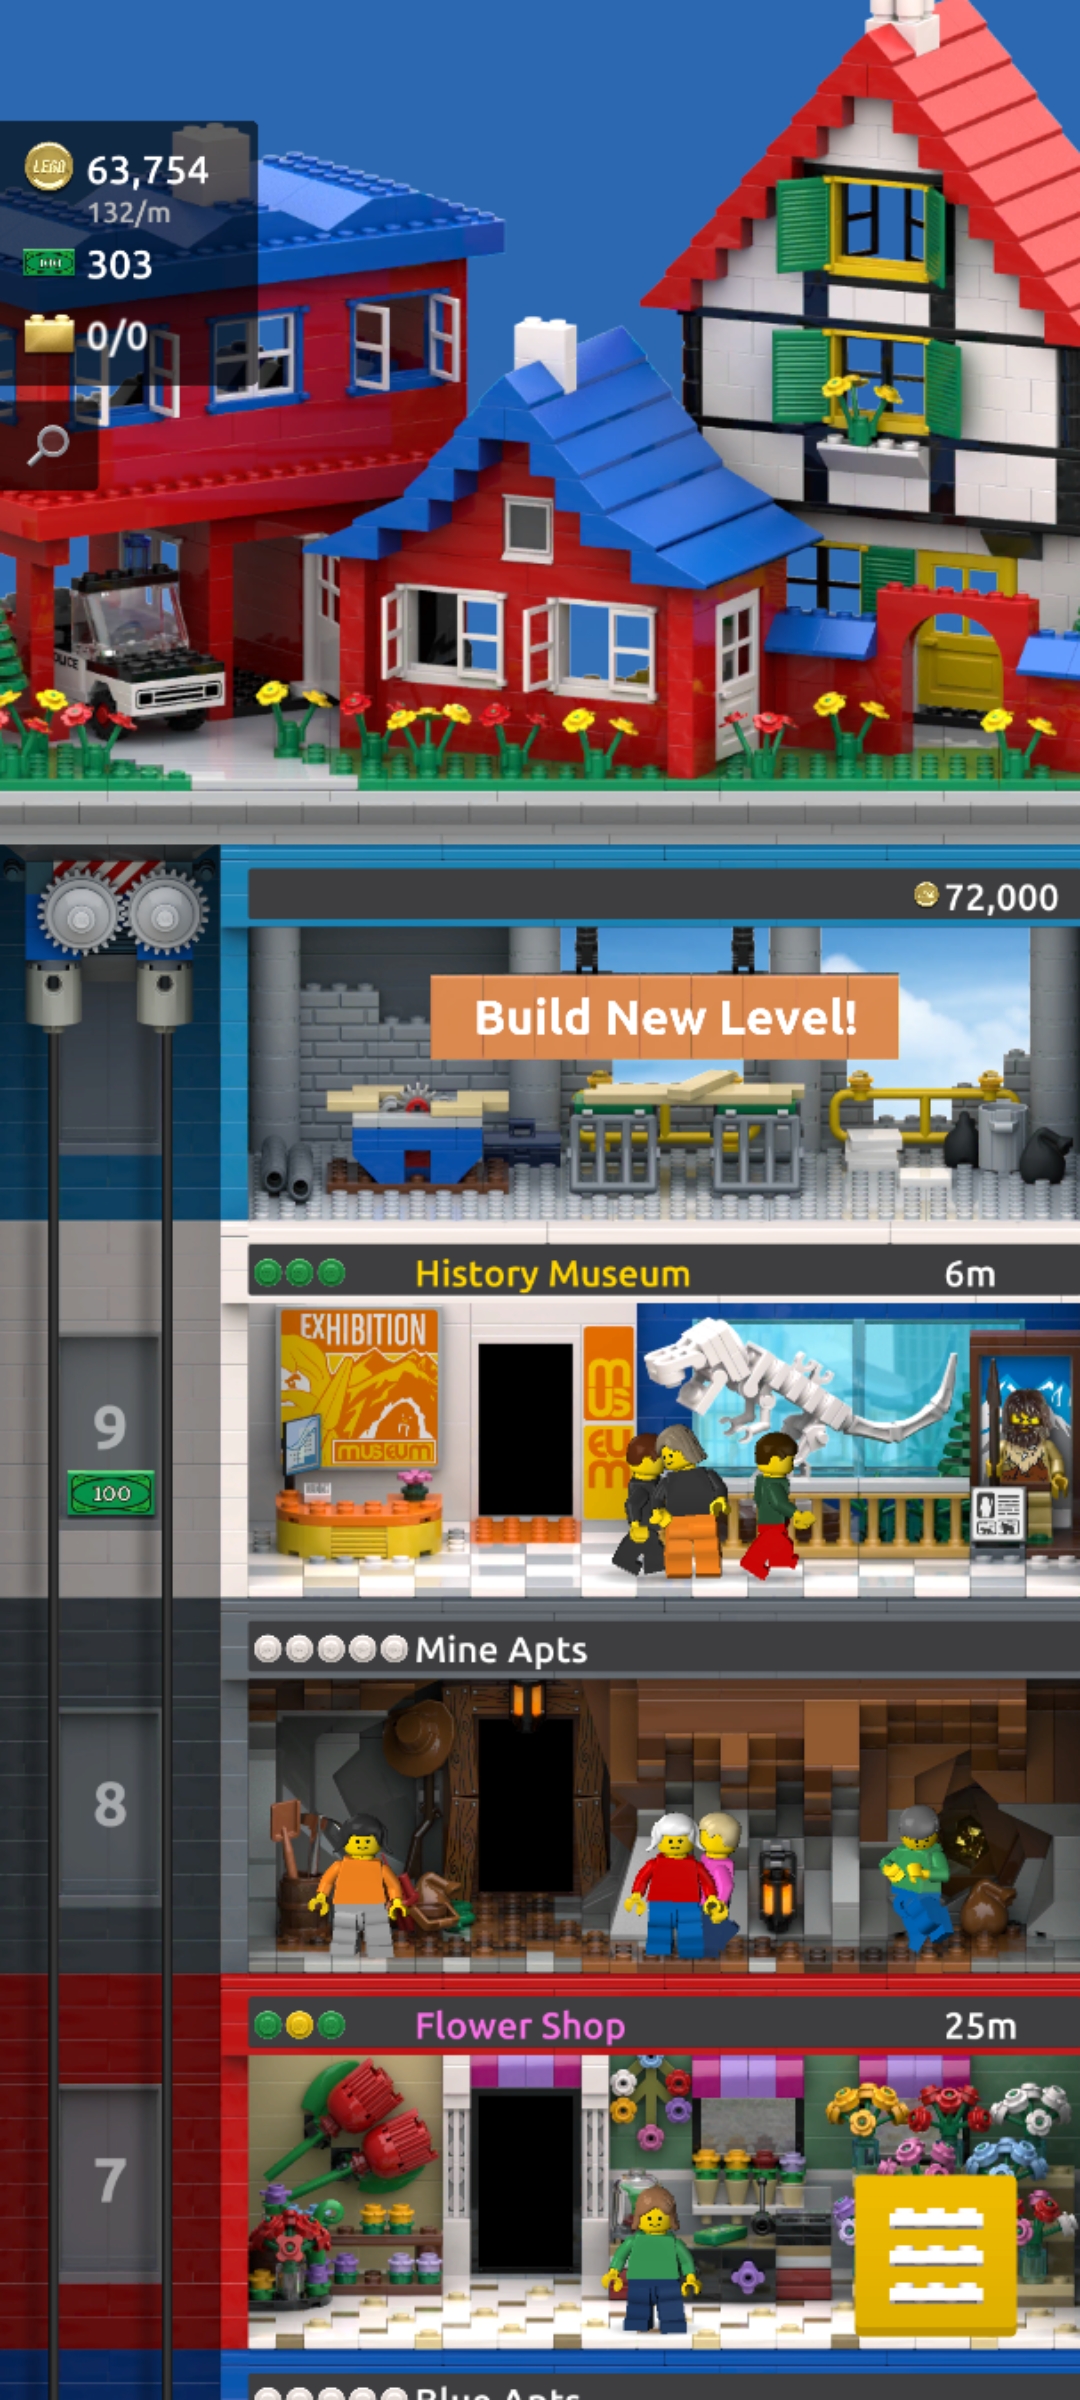 LEGO
63,754
132/m
303
0/0
POLICE
72,000
Build New Level!
History Museum
6m
EXHIBITION
MUSEUM
MUSEUM
9
100
Mine Apts
8
Flower Shop
25m
7
Blue Apts